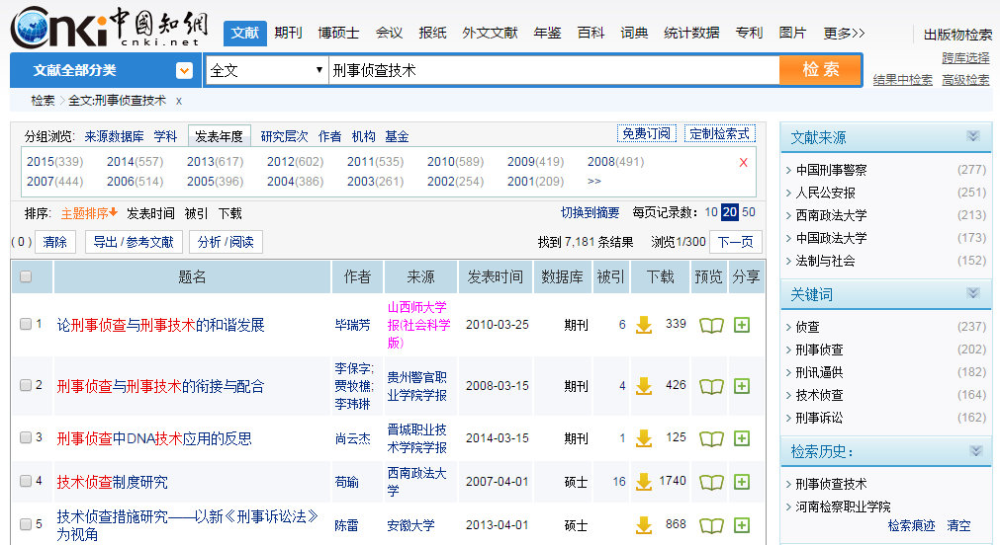 Cnki 中國知網
cnki.net
文献 期刊 博硕士 会议 报纸 外文文献 年鉴 百科 词典 统计数据 专利 图片 更多>> 出版物检索
文献全部分类 全文 刑事侦查技术 检 索 跨库选择
结果中检索 高级检索
检索 > 全文:刑事侦查技术 x
分组浏览: 来源数据库 学科 发表年度 研究层次 作者 机构 基金 免费订阅 定制检索式
2015(339) 2014(557) 2013(617) 2012(602) 2011(535) 2010(589) 2009(419) 2008(491) X
2007(444) 2006(514) 2005(396) 2004(386) 2003(261) 2002(254) 2001(209) >>
排序: 主题排序 发表时间 被引 下载 切换到摘要 每页记录数: 10 20 50
( 0 ) 清除 导出 / 参考文献 分析 / 阅读 找到 7,181 条结果 浏览1/300 下一页
题名 作者 来源 发表时间 数据库 被引 下载 预览 分享
1 论刑事侦查与刑事技术的和谐发展 毕瑞芳 山西师大学
报(社会科学
版) 2010-03-25 期刊 6 339
2 刑事侦查与刑事技术的衔接与配合 李保字;
贾牧樵;
李玮琳 贵州警官职
业学院学报 2008-03-15 期刊 4 426
3 刑事侦查中DNA技术应用的反思 尚云杰 晋城职业技
术学院学报 2014-03-15 期刊 1 125
4 技术侦查制度研究 苟瑜 西南政法大
学 2007-04-01 硕士 16 1740
5 技术侦查措施研究——以新《刑事诉讼法》
为视角 陈雷 安徽大学 2013-04-01 硕士 868
文献来源
> 中国刑事警察 (277)
> 人民公安报 (251)
> 西南政法大学 (213)
> 中国政法大学 (173)
> 法制与社会 (152)
关键词
> 侦查 (237)
> 刑事侦查 (202)
> 刑讯逼供 (182)
> 技术侦查 (164)
> 刑事诉讼 (162)
检索历史：
> 刑事侦查技术
> 河南检察职业学院
检索痕迹 清空